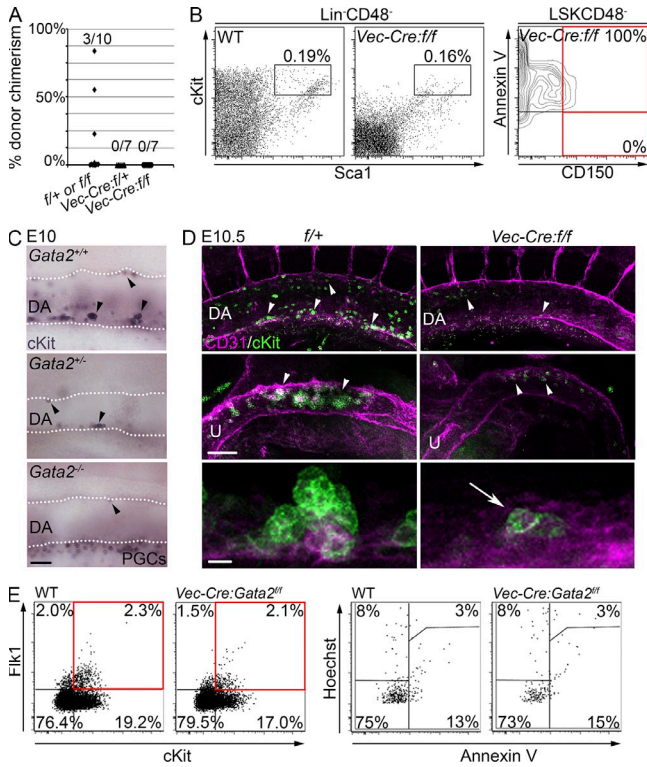 A
% donor chimerism
100%
50%
0%
3/10
0/7 0/7
f/+ or f/f
Vec-Cre:f/+
Vec-Cre:f/f
B
Lin-CD48-
LSKCD48-
WT
Vec-Cre:f/f
Vec-Cre:f/f 100%
0.19%
0.16%
0%
cKit
Annexin V
Sca1
CD150
C E10
Gata2+/+
DA
cKit
Gata2+/-
DA
Gata2-/-
DA
PGCs
D E10.5
f/+
Vec-Cre:f/f
DA
DA
CD31/cKit
U
U
E
WT
Vec-Cre:Gata2f/f
WT
Vec-Cre:Gata2f/f
2.0% 2.3%
1.5% 2.1%
8% 3%
8% 3%
Flk1
Hoechst
76.4% 19.2%
79.5% 17.0%
75% 13%
73% 15%
cKit
Annexin V